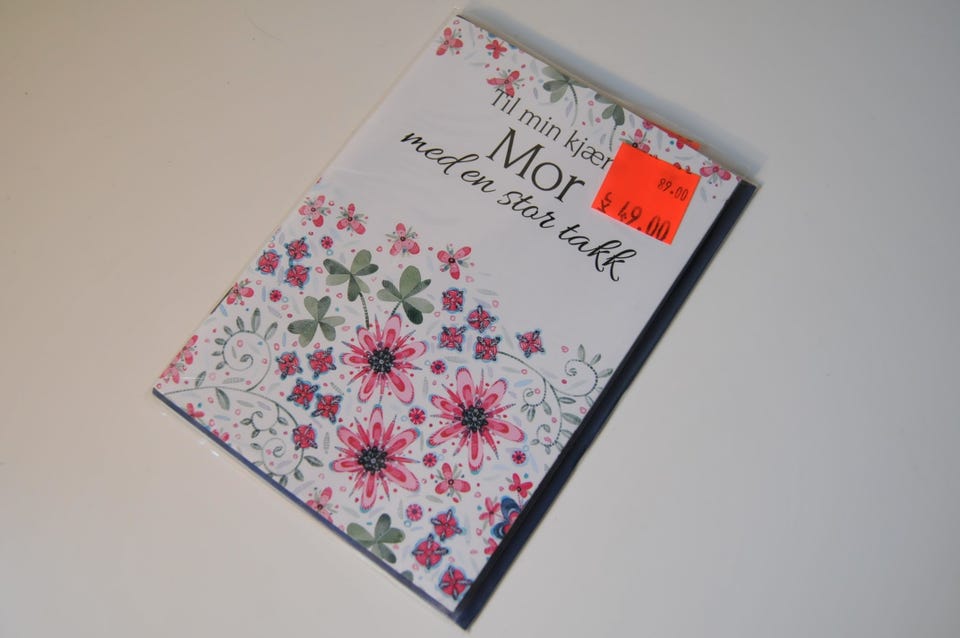 Til min kjær
Mor
med en stor takk
89.00
49.00